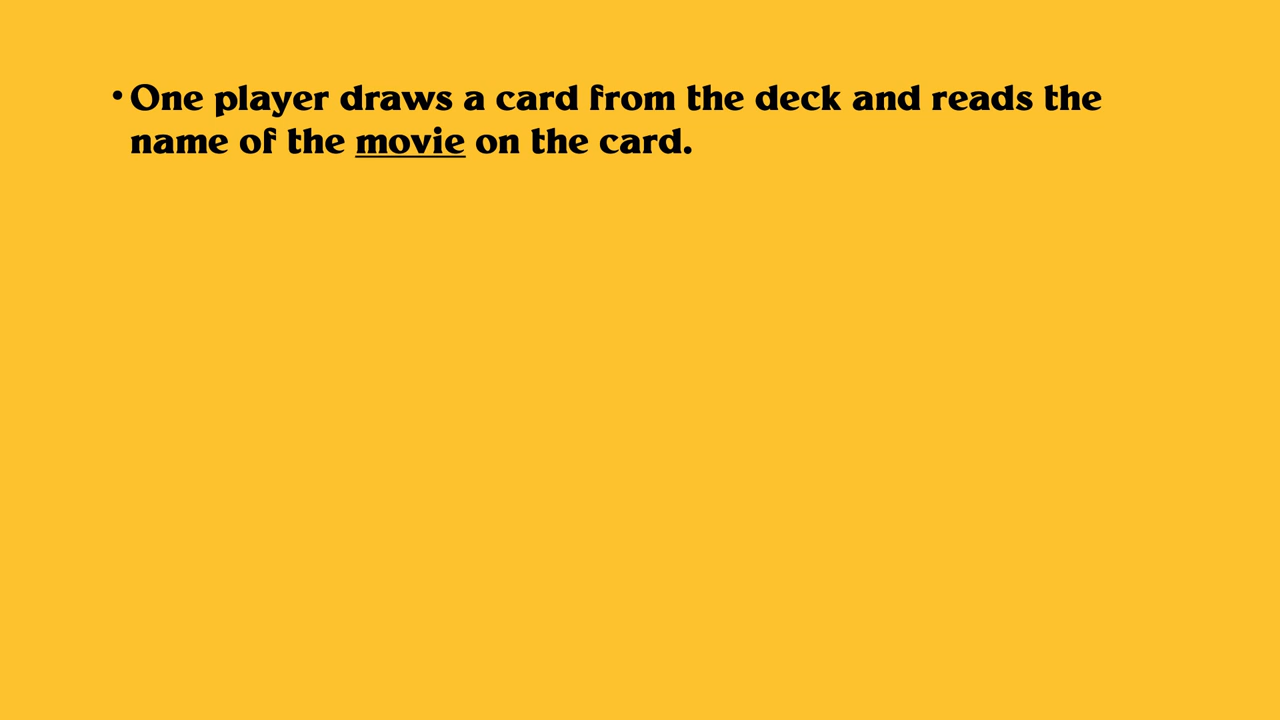 • One player draws a card from the deck and reads the
name of the movie on the card.